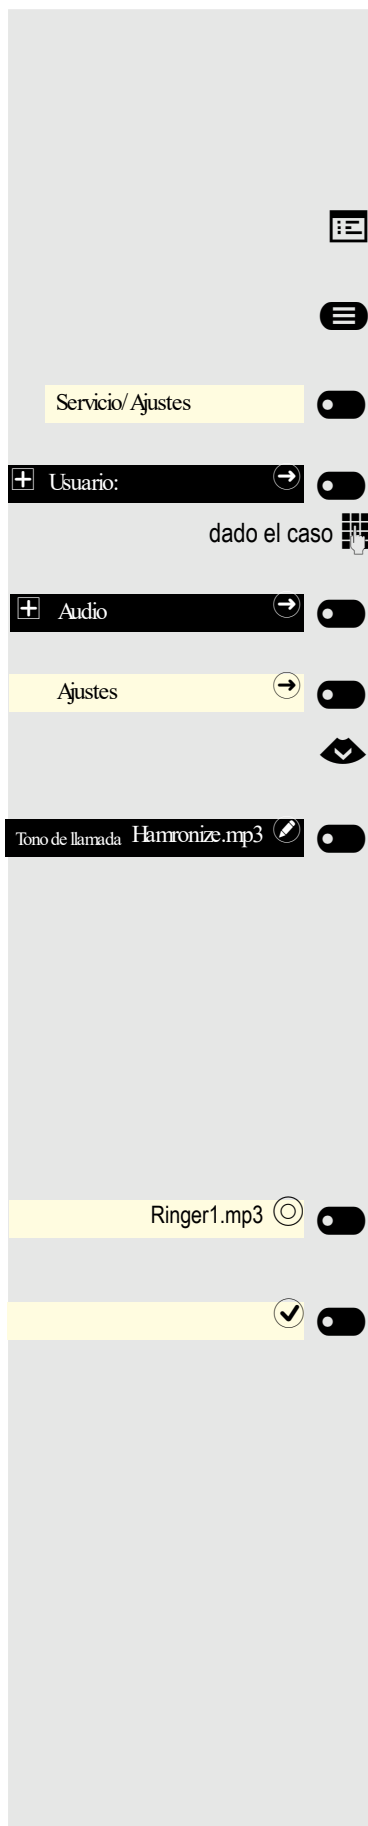 Servicio/Ajustes
Usuario:
dado el caso
Audio
Ajustes
Tono de llamada Hamronize.mp3
Ringer1.mp3